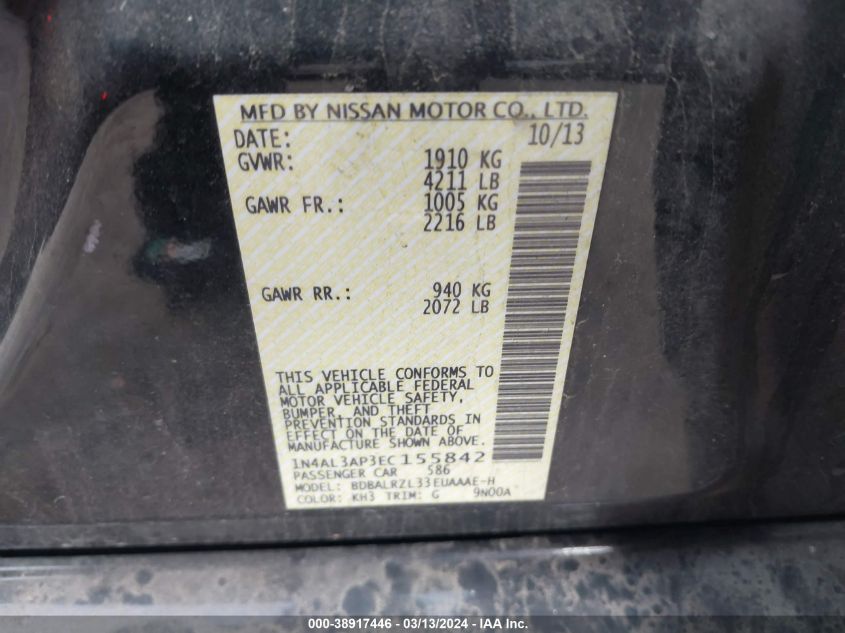 MFD BY NISSAN MOTOR CO., LTD.
DATE: 10/13
GVWR: 1910 KG
4211 LB
GAWR FR.: 1005 KG
2216 LB
GAWR RR.: 940 KG
2072 LB
THIS VEHICLE CONFORMS TO
ALL APPLICABLE FEDERAL
MOTOR VEHICLE SAFETY,
BUMPER, AND THEFT
PREVENTION STANDARDS IN
EFFECT ON THE DATE OF
MANUFACTURE SHOWN ABOVE.
1N4AL3AP3EC155842
PASSENGER CAR 586
MODEL: BDBALRZL33EUAAAE-H
COLOR: KH3 TRIM: G 9N00A
000-38917446 - 03/13/2024 - IAA Inc.